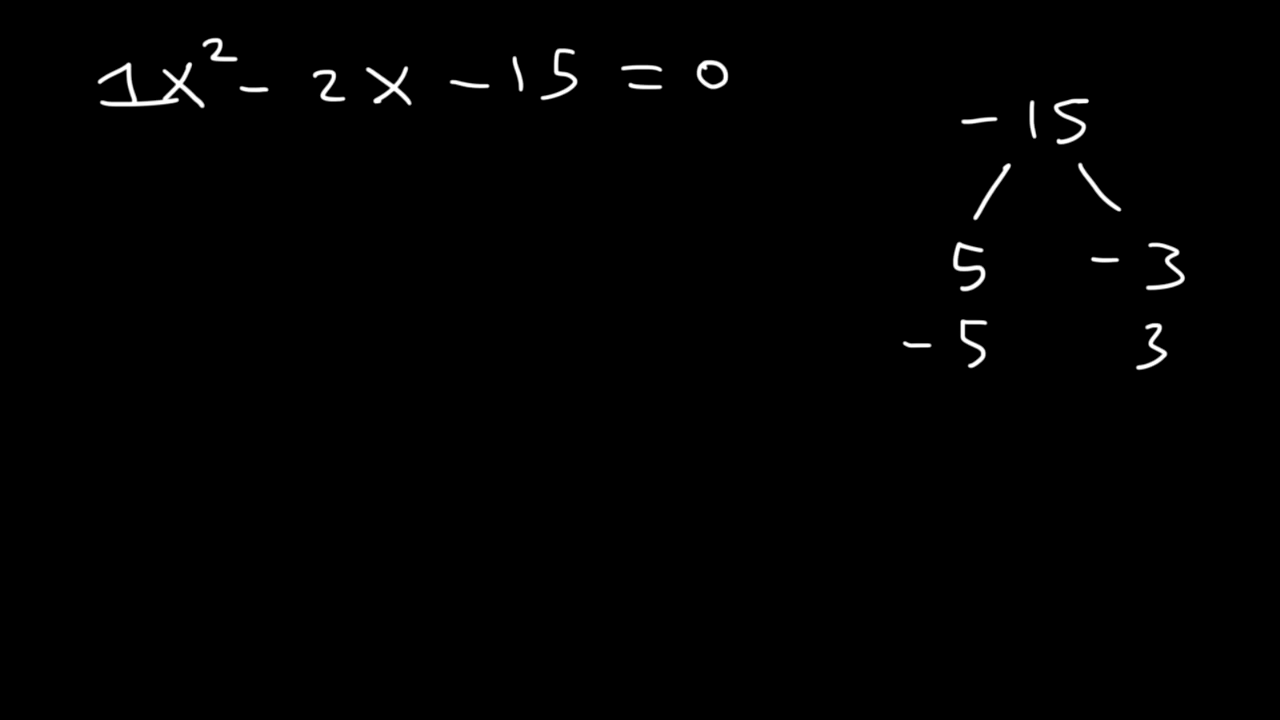 1x² - 2x - 15 = 0
- 15
5 - 3
- 5 3